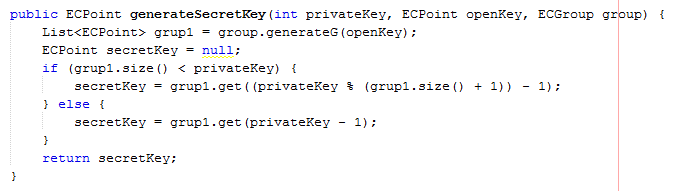 public ECPoint generateSecretKey(int privateKey, ECPoint openKey, ECGroup group) {
    List<ECPoint> grup1 = group.generateG(openKey);
    ECPoint secretKey = null;
    if (grup1.size() < privateKey) {
        secretKey = grup1.get((privateKey % (grup1.size() + 1)) - 1);
    } else {
        secretKey = grup1.get(privateKey - 1);
    }
    return secretKey;
}